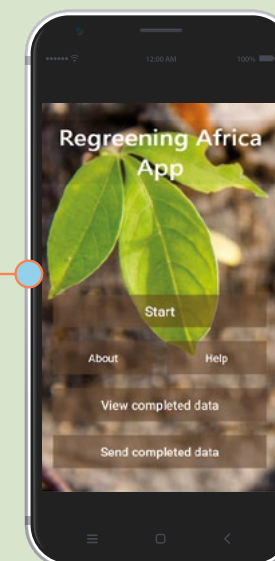 12:00 AM 100%
Regreening Africa
App
Start
About Help
View completed data
Send completed data